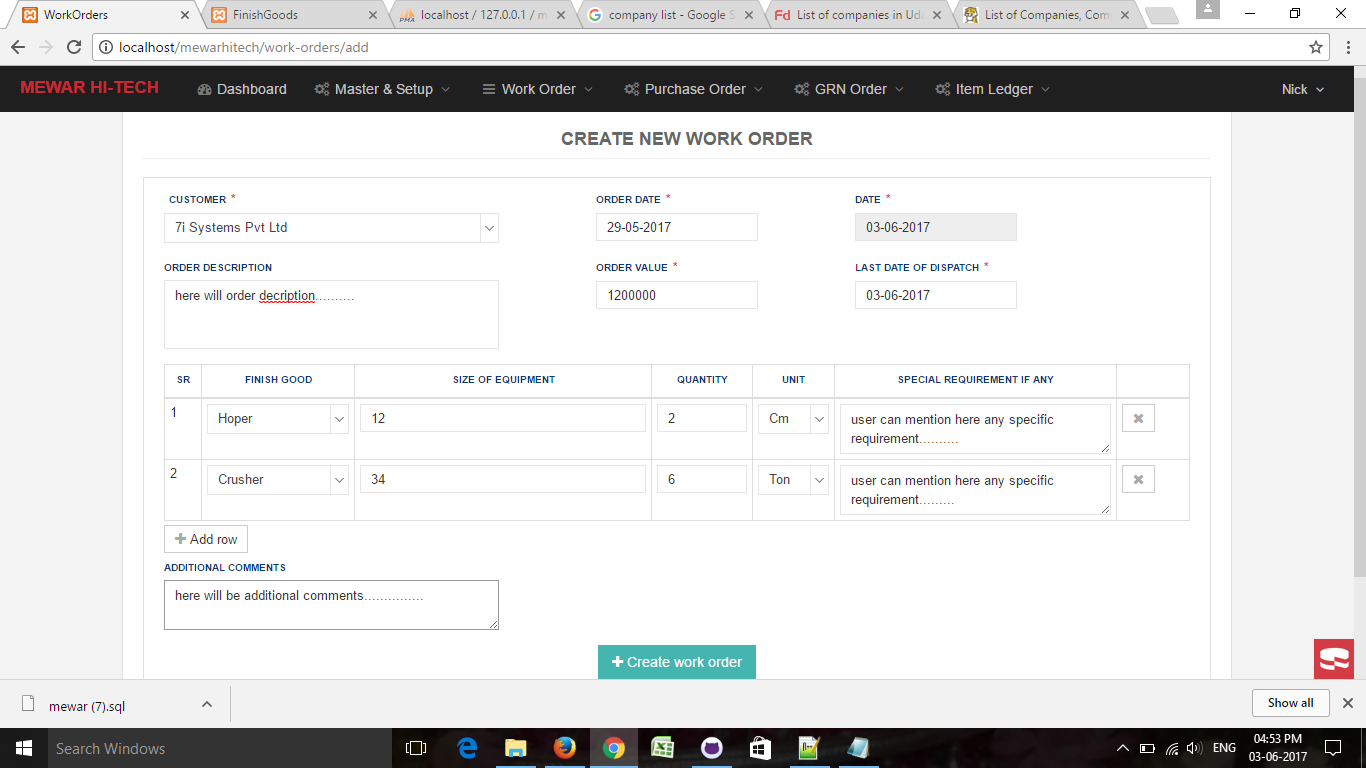 WorkOrders
FinishGoods
localhost / 127.0.0.1 / m
company list - Google S
List of companies in Uda
List of Companies, Com
localhost/mewarhitech/work-orders/add
MEWAR HI-TECH
Dashboard
Master & Setup
Work Order
Purchase Order
GRN Order
Item Ledger
Nick
CREATE NEW WORK ORDER
CUSTOMER *
ORDER DATE *
DATE *
7i Systems Pvt Ltd
29-05-2017
03-06-2017
ORDER DESCRIPTION
ORDER VALUE *
LAST DATE OF DISPATCH *
here will order decription..........
1200000
03-06-2017
SR FINISH GOOD SIZE OF EQUIPMENT QUANTITY UNIT SPECIAL REQUIREMENT IF ANY
1 Hoper 12 2 Cm user can mention here any specific
requirement..........
2 Crusher 34 6 Ton user can mention here any specific
requirement.........
Add row
ADDITIONAL COMMENTS
here will be additional comments...............
Create work order
mewar (7).sql
Show all
Search Windows
ENG
04:53 PM
03-06-2017